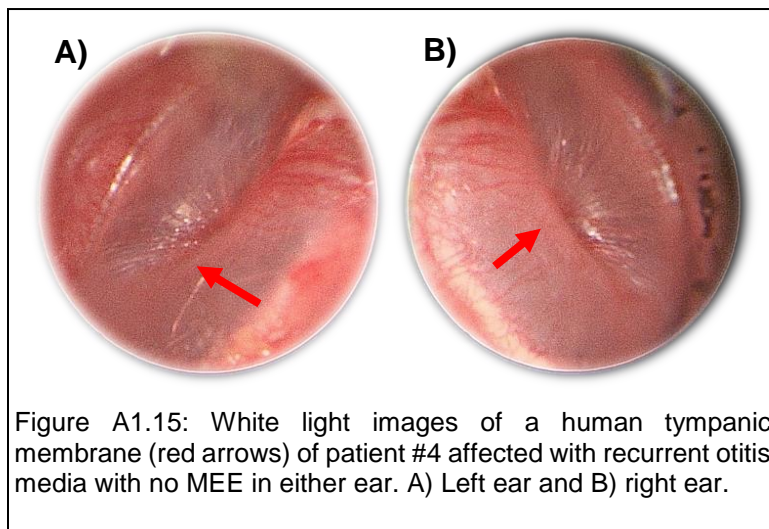 A)
B)
Figure A1.15: White light images of a human tympanic
membrane (red arrows) of patient #4 affected with recurrent otitis
media with no MEE in either ear. A) Left ear and B) right ear.